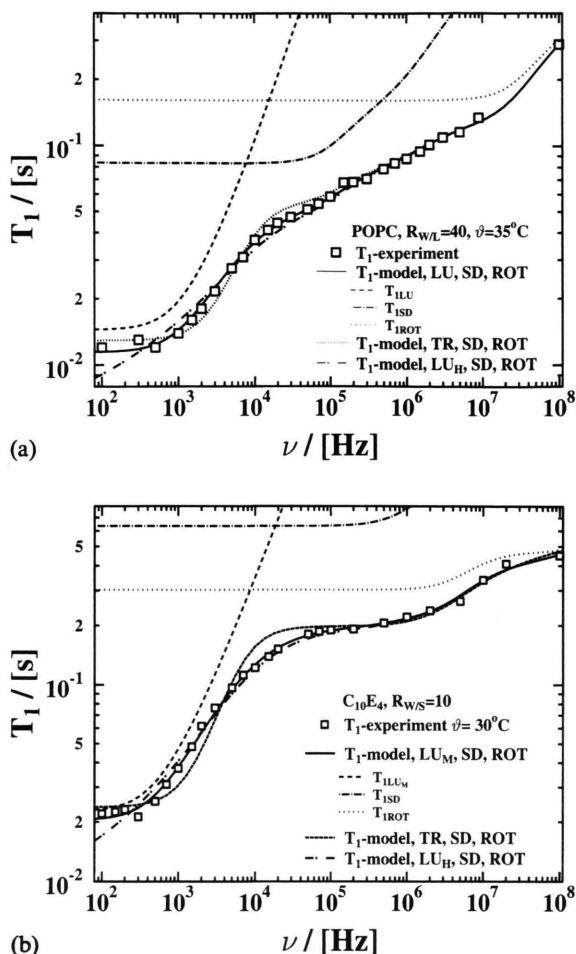 2
10⁻¹
5
2
10⁻²
T₁ / [s]
POPC, R_W/L=40, ϑ=35°C
T₁-experiment
T₁-model, LU, SD, ROT
T₁LU
T₁SD
T₁ROT
T₁-model, TR, SD, ROT
T₁-model, LU_H, SD, ROT
10² 10³ 10⁴ 10⁵ 10⁶ 10⁷ 10⁸
(a)
ν / [Hz]
5
2
10⁻¹
5
2
10⁻²
T₁ / [s]
C₁₀E₄, R_W/S=10
T₁-experiment ϑ= 30°C
T₁-model, LU_M, SD, ROT
T₁LU_M
T₁SD
T₁ROT
T₁-model, TR, SD, ROT
T₁-model, LU_H, SD, ROT
10² 10³ 10⁴ 10⁵ 10⁶ 10⁷ 10⁸
(b)
ν / [Hz]